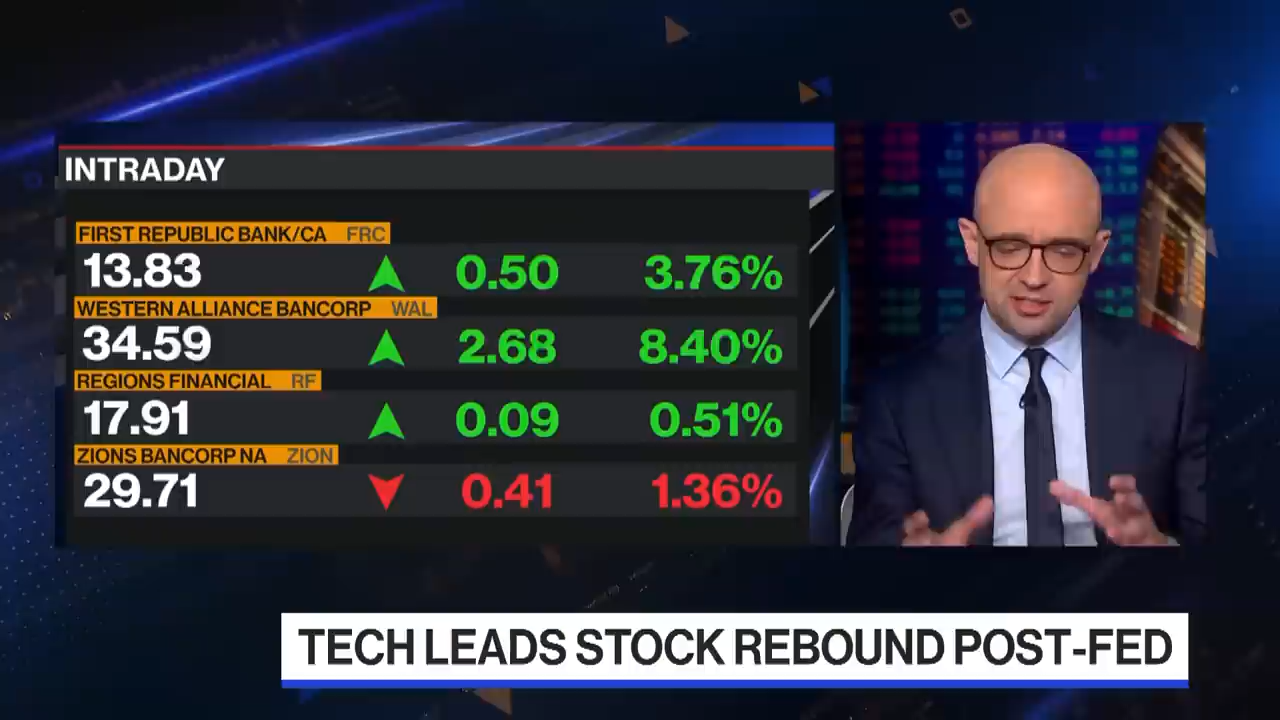 INTRADAY
FIRST REPUBLIC BANK/CA FRC
13.83 0.50 3.76%
WESTERN ALLIANCE BANCORP WAL
34.59 2.68 8.40%
REGIONS FINANCIAL RF
17.91 0.09 0.51%
ZIONS BANCORP NA ZION
29.71 0.41 1.36%
TECH LEADS STOCK REBOUND POST-FED